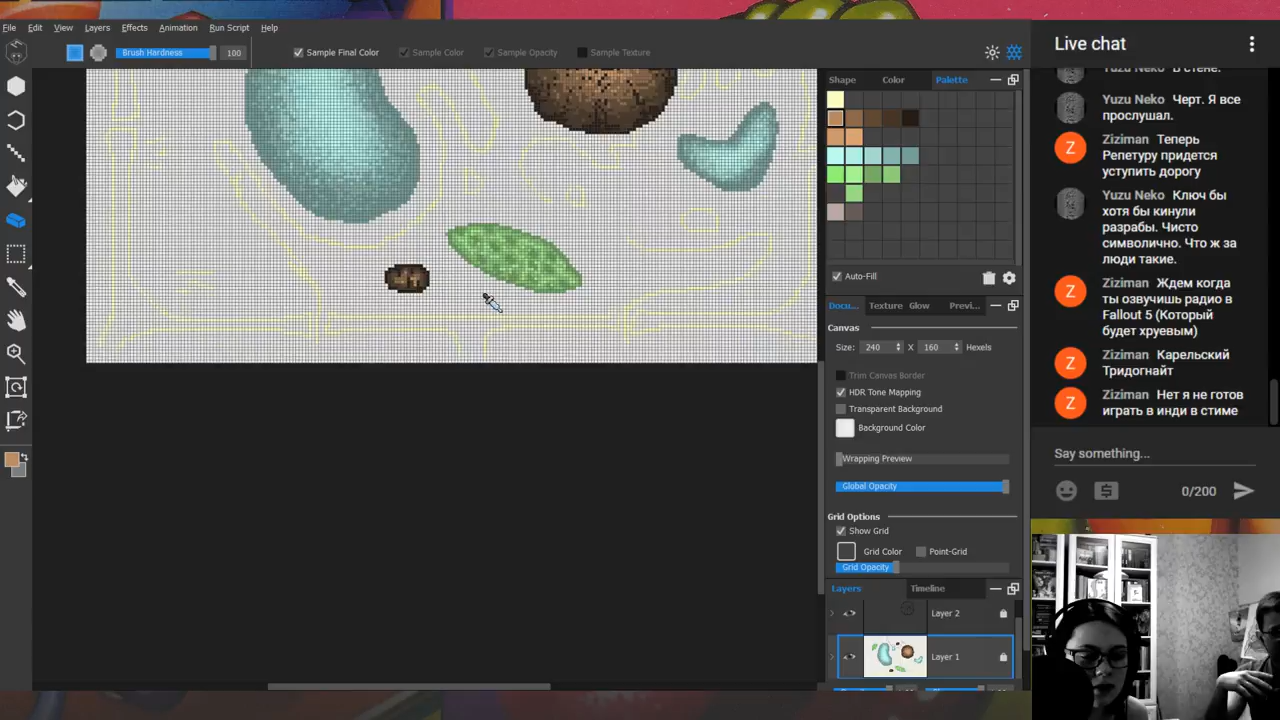 File Edit View Layers Effects Animation Run Script Help
Brush Hardness 100 Sample Final Color Sample Color Sample Opacity Sample Texture
Shape Color Palette
Auto-Fill
Docu... Texture Glow Previ...
Canvas
Size: 240 X 160 Hexels
Trim Canvas Border
HDR Tone Mapping
Transparent Background
Background Color
Wrapping Preview
Global Opacity
Grid Options
Show Grid
Grid Color Point-Grid
Grid Opacity
Layers Timeline
Layer 2
Layer 1
Live chat
Yuzu Neko В стене.
Yuzu Neko Черт. Я все
прослушал.
Ziziman Теперь
Репетуру придется
уступить дорогу
Yuzu Neko Ключ бы
хотя бы кинули
разрабы. Чисто
символично. Что ж за
люди такие.
Ziziman Ждем когда
ты озвучишь радио в
Fallout 5 (Который
будет хруевым)
Ziziman Карельский
Тридогнайт
Ziziman Нет я не готов
играть в инди в стиме
Say something...
0/200